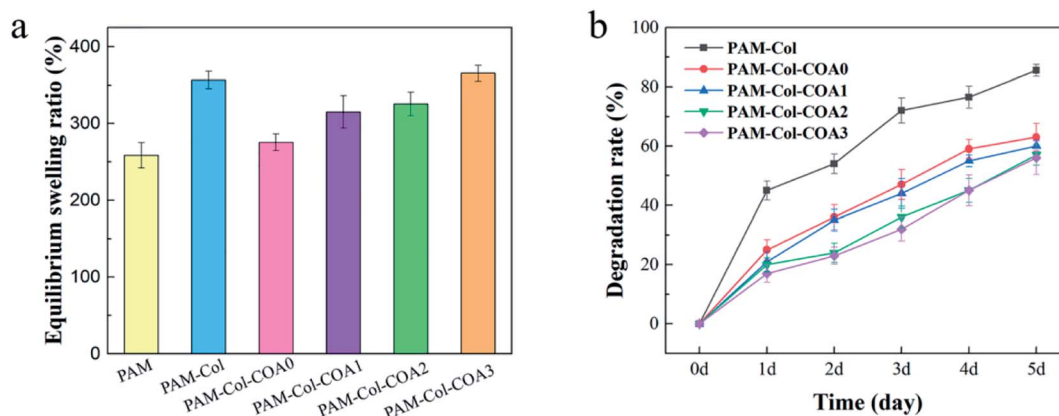 a
Equilibrium swelling ratio (%)
400
300
200
100
0
PAM
PAM-Col
PAM-Col-COA0
PAM-Col-COA1
PAM-Col-COA2
PAM-Col-COA3
b
Degradation rate (%)
100
80
60
40
20
0
PAM-Col
PAM-Col-COA0
PAM-Col-COA1
PAM-Col-COA2
PAM-Col-COA3
0d
1d
2d
3d
4d
5d
Time (day)